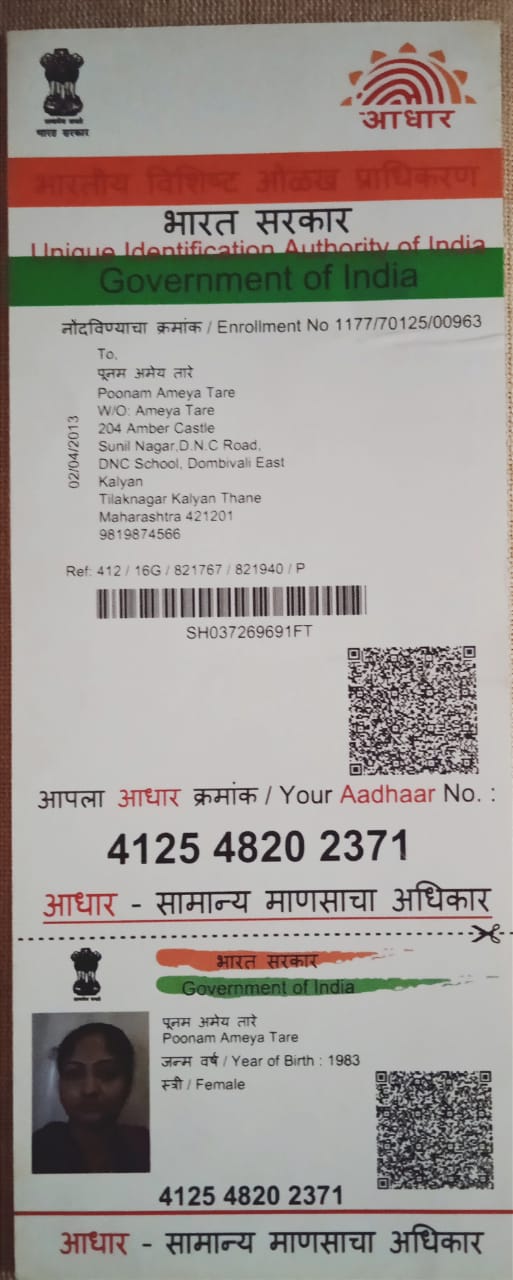 भारत सरकार
आधार
भारतीय विशिष्ट ओळख प्राधिकरण
भारत सरकार
Unique Identification Authority of India
Government of India
नोंदविण्याचा क्रमांक / Enrollment No 1177/70125/00963
To,
पूनम अमेय तारे
Poonam Ameya Tare
W/O: Ameya Tare
204 Amber Castle
Sunil Nagar,D.N.C Road,
DNC School, Dombivali East
Kalyan
Tilaknagar Kalyan Thane
Maharashtra 421201
9819874566
02/04/2013
Ref: 412 / 16G / 821767 / 821940 / P
SH037269691FT
आपला आधार क्रमांक / Your Aadhaar No. :
4125 4820 2371
आधार - सामान्य माणसाचा अधिकार
भारत सरकार
Government of India
पूनम अमेय तारे
Poonam Ameya Tare
जन्म वर्ष / Year of Birth : 1983
स्त्री / Female
4125 4820 2371
आधार - सामान्य माणसाचा अधिकार